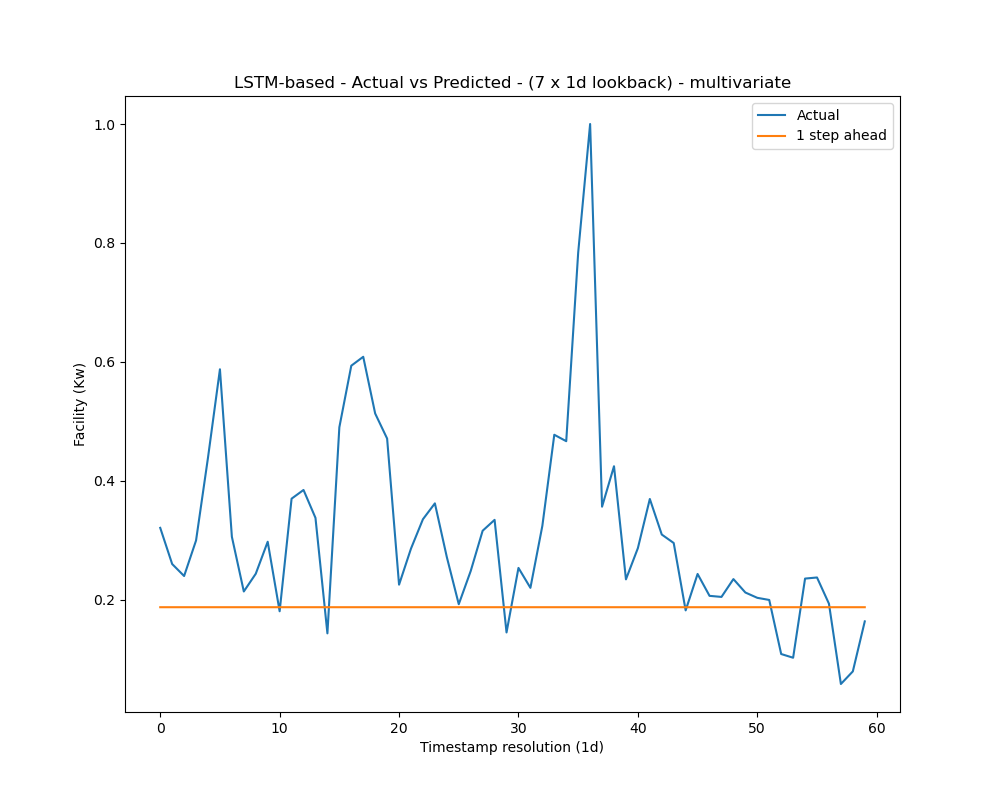 LSTM-based - Actual vs Predicted - (7 x 1d lookback) - multivariate
Actual
1 step ahead
1.0
0.8
0.6
0.4
0.2
Facility (Kw)
0 10 20 30 40 50 60
Timestamp resolution (1d)